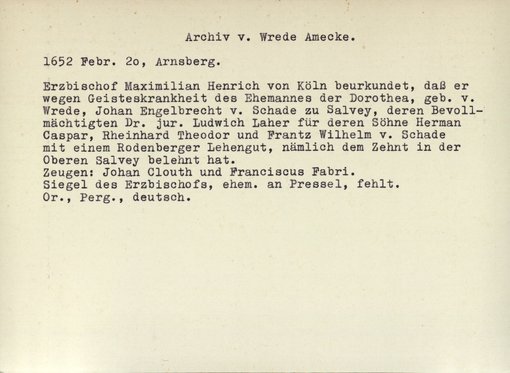 Archiv v. Wrede Amecke.
1652 Febr. 2o, Arnsberg.
Erzbischof Maximilian Henrich von Köln beurkundet, daß er
wegen Geisteskrankheit des Ehemannes der Dorothea, geb. v.
Wrede, Johan Engelbrecht v. Schade zu Salvey, deren Bevoll-
mächtigten Dr. jur. Ludwich Laher für deren Söhne Herman
Caspar, Rheinhard Theodor und Frantz Wilhelm v. Schade
mit einem Rodenberger Lehengut, nämlich dem Zehnt in der
Oberen Salvey belehnt hat.
Zeugen: Johan Clouth und Franciscus Fabri.
Siegel des Erzbischofs, ehem. an Pressel, fehlt.
Or., Perg., deutsch.